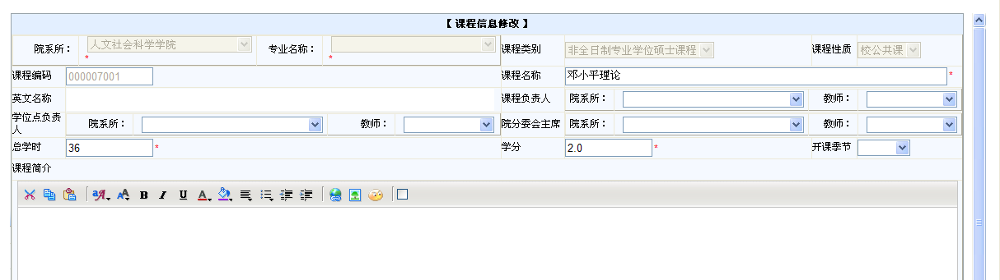 【 课程信息修改 】
院系所： 人文社会科学学院 * 专业名称： * 课程类别 非全日制专业学位硕士课程 课程性质 校公共课
课程编码 000007001 课程名称 邓小平理论 *
英文名称 课程负责人 院系所： 教师：
学位点负责人 院系所： 教师： 院分委会主席 院系所： 教师：
总学时 36 * 学分 2.0 * 开课季节
课程简介